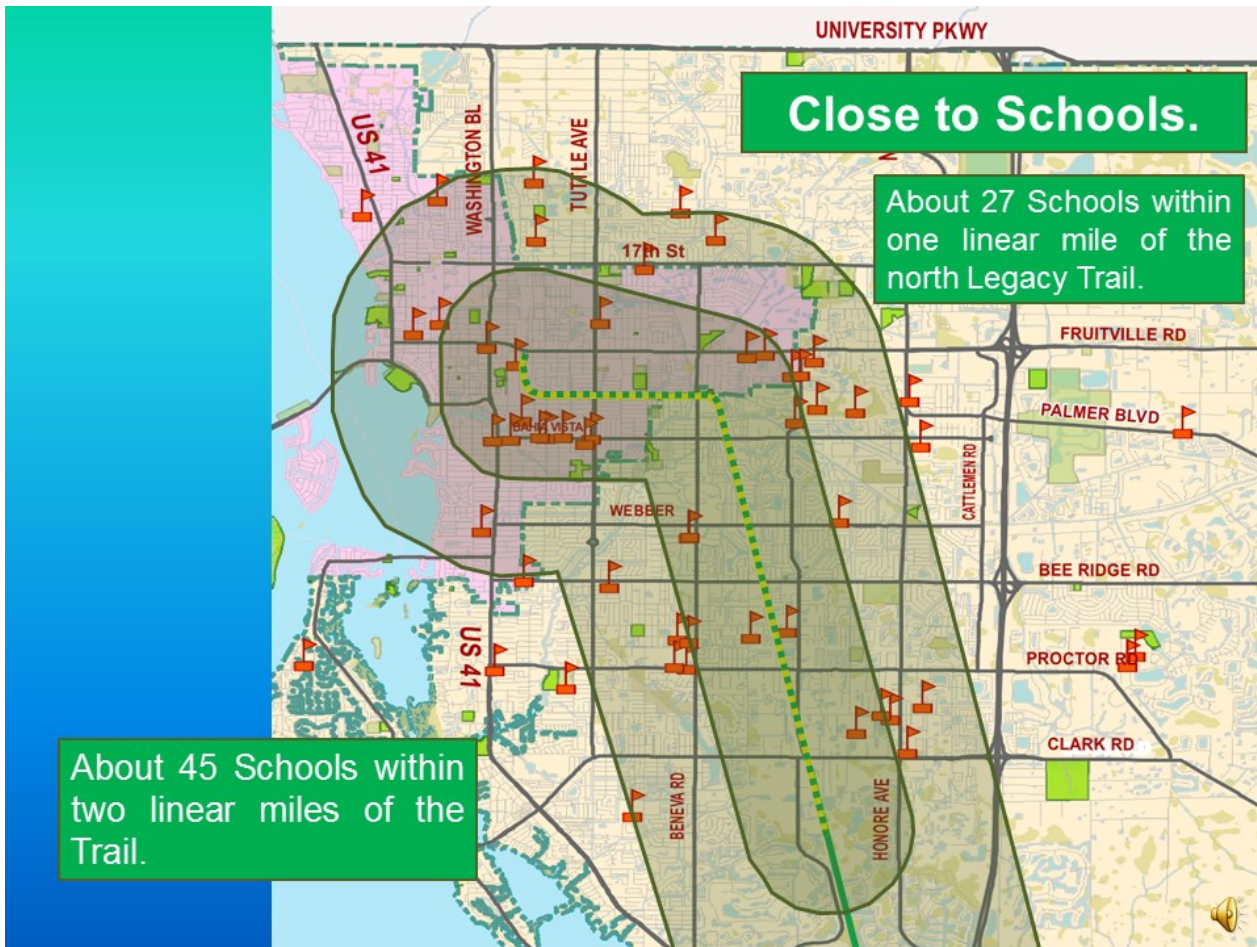 UNIVERSITY PKWY
Close to Schools.
US 41
WASHINGTON BL
TUTTLE AVE
About 27 Schools within
one linear mile of the
north Legacy Trail.
17th St
FRUITVILLE RD
PALMER BLVD
BAHIA VISTA
CATTLEMEN RD
WEBBER
BEE RIDGE RD
US 41
PROCTOR RD
CLARK RD
About 45 Schools within
two linear miles of the
Trail.
BENEVA RD
HONORE AVE